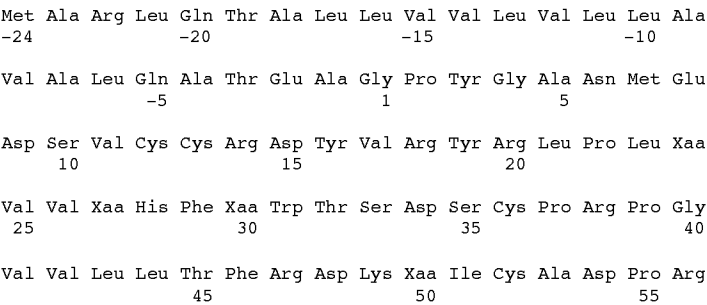 Met Ala Arg Leu Gln Thr Ala Leu Leu Val Val Leu Val Leu Leu Ala
-24 -20 -15 -10
Val Ala Leu Gln Ala Thr Glu Ala Gly Pro Tyr Gly Ala Asn Met Glu
-5 1 5
Asp Ser Val Cys Cys Arg Asp Tyr Val Arg Tyr Arg Leu Pro Leu Xaa
10 15 20
Val Val Xaa His Phe Xaa Trp Thr Ser Asp Ser Cys Pro Arg Pro Gly
25 30 35 40
Val Val Leu Leu Thr Phe Arg Asp Lys Xaa Ile Cys Ala Asp Pro Arg
45 50 55